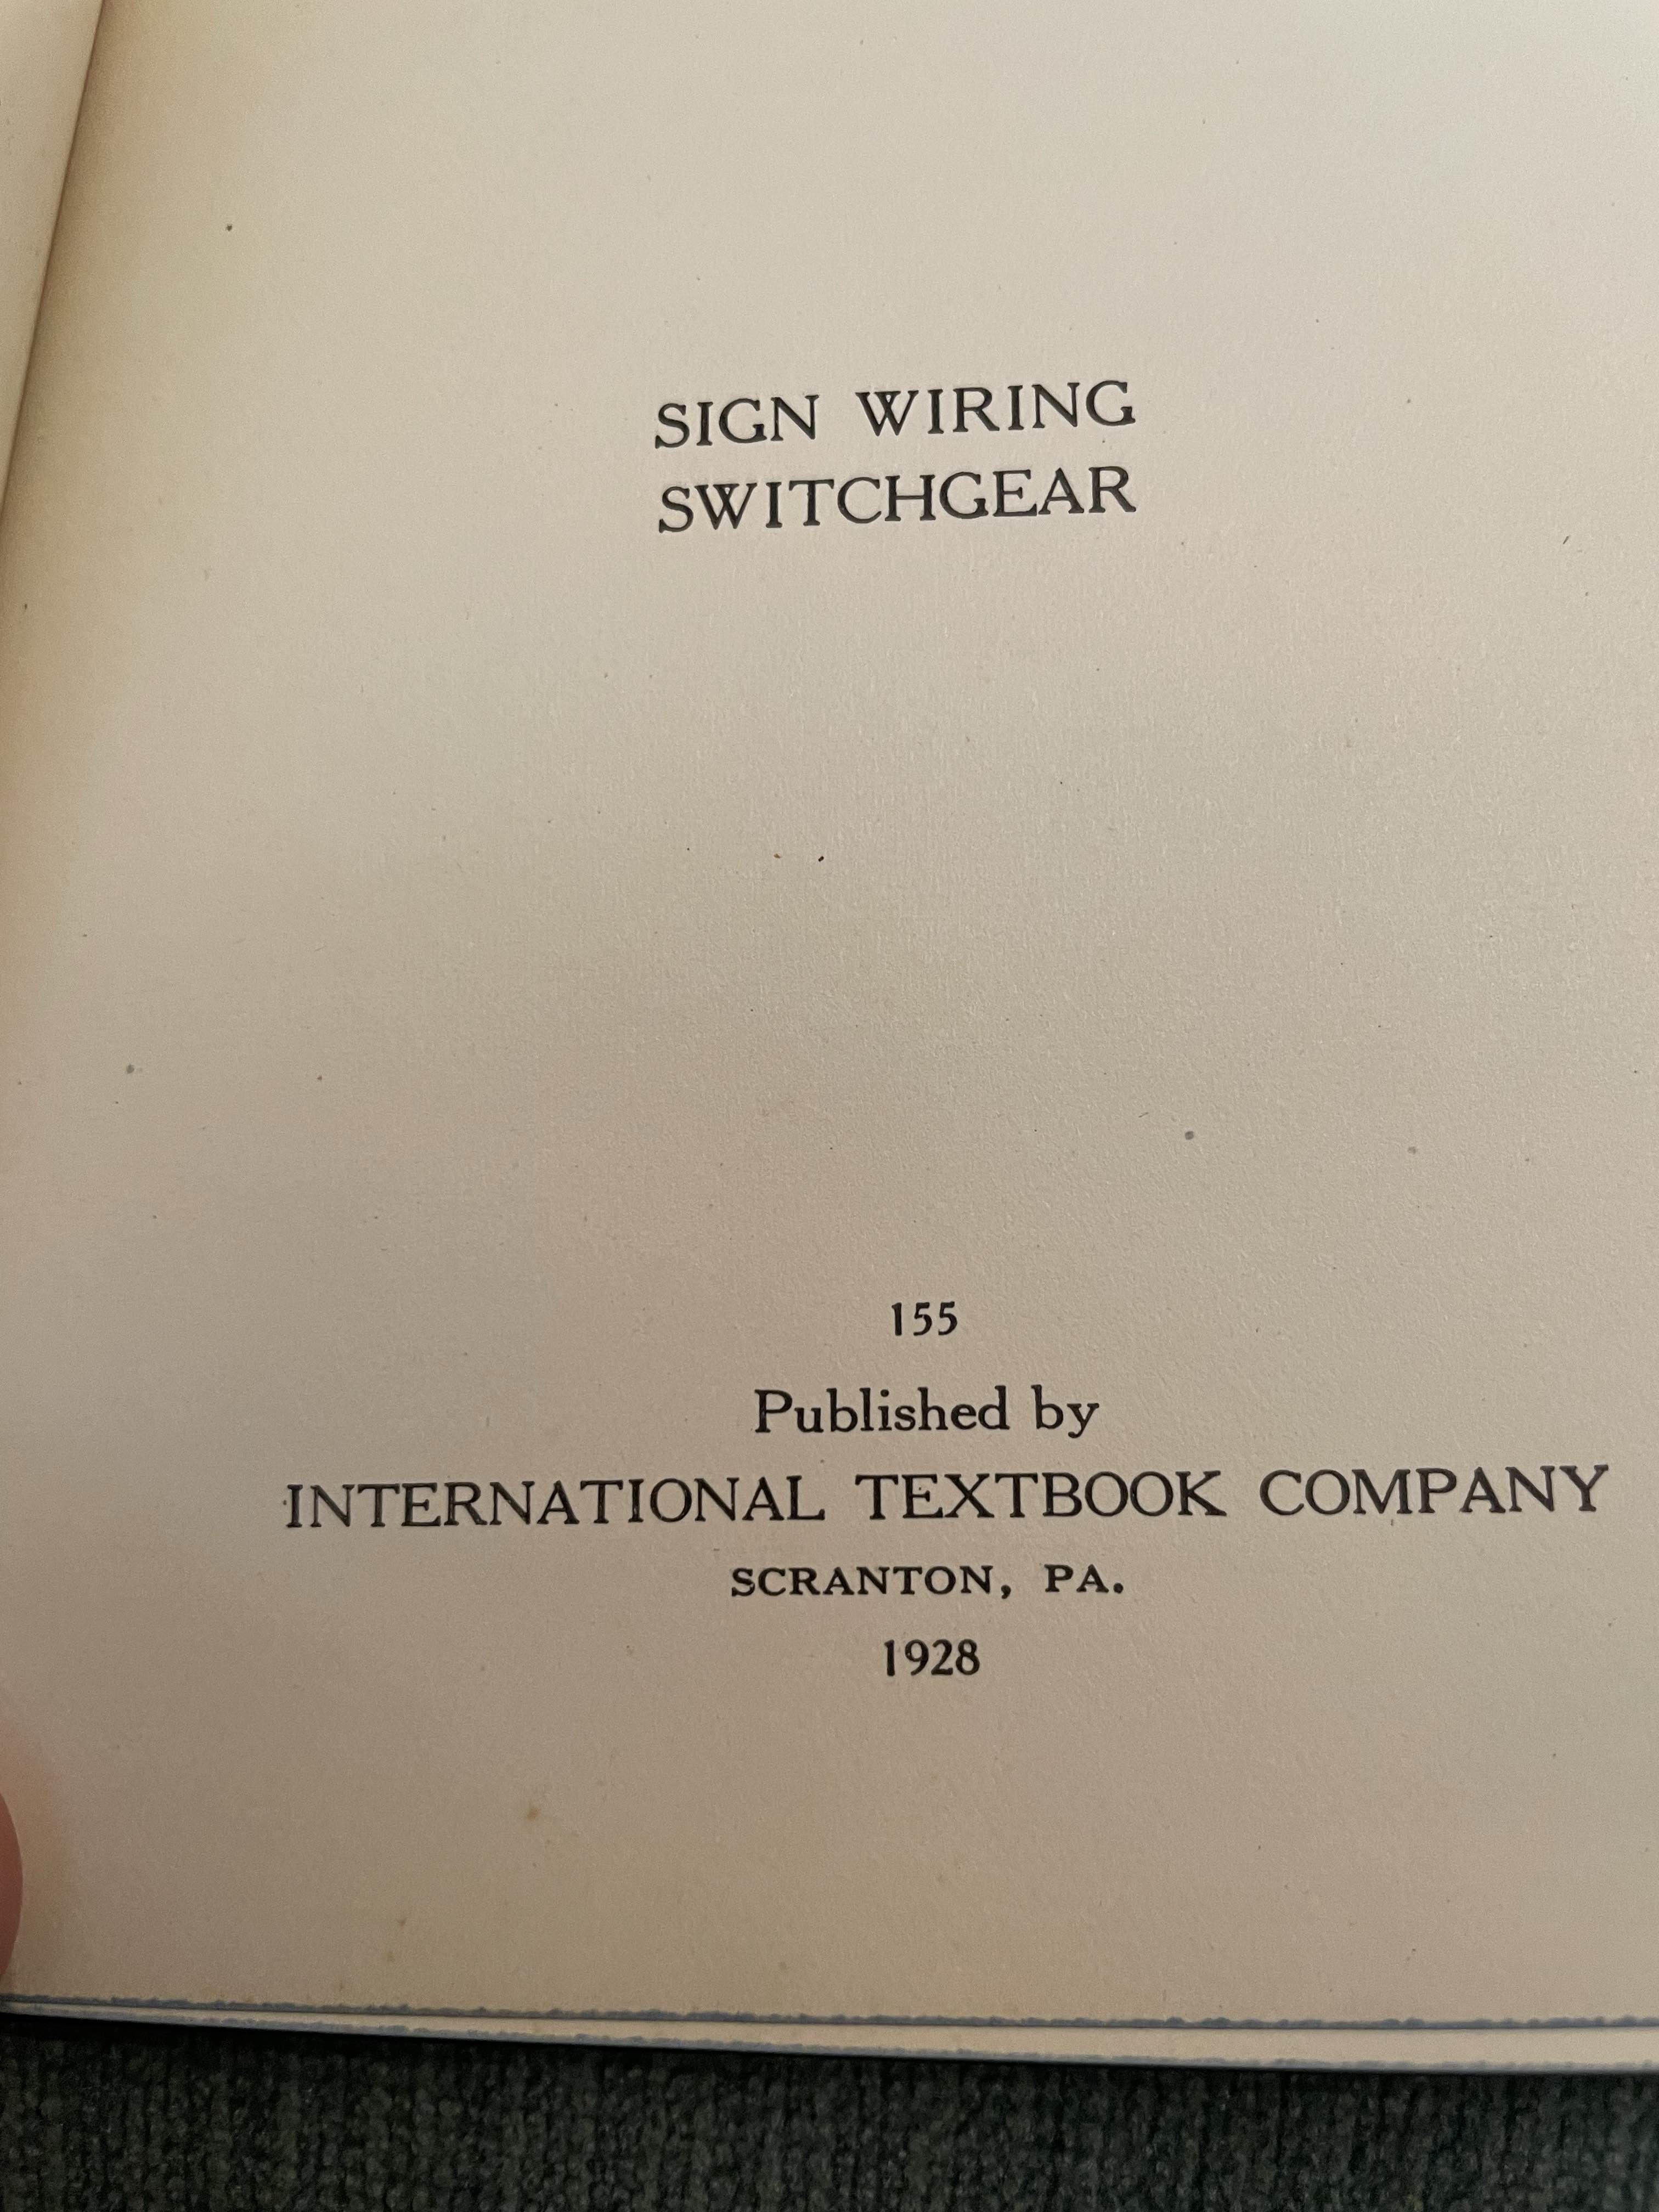 SIGN WIRING
SWITCHGEAR
155
Published by
INTERNATIONAL TEXTBOOK COMPANY
SCRANTON, PA.
1928